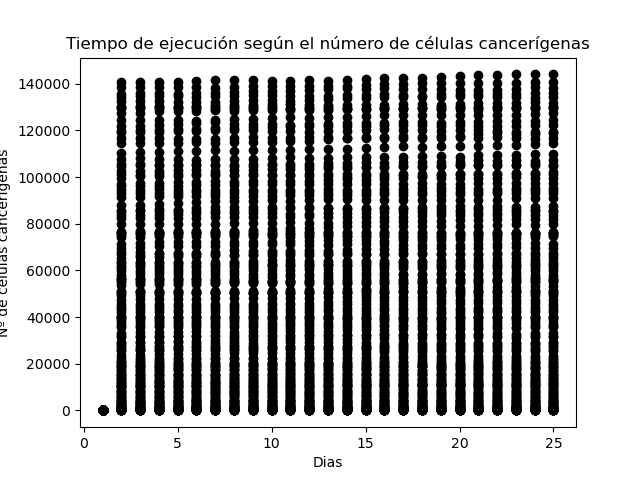 Tiempo de ejecución según el número de células cancerígenas
140000
120000
100000
80000
60000
40000
20000
0
Nº de células cancerígenas
0 5 10 15 20 25
Dias